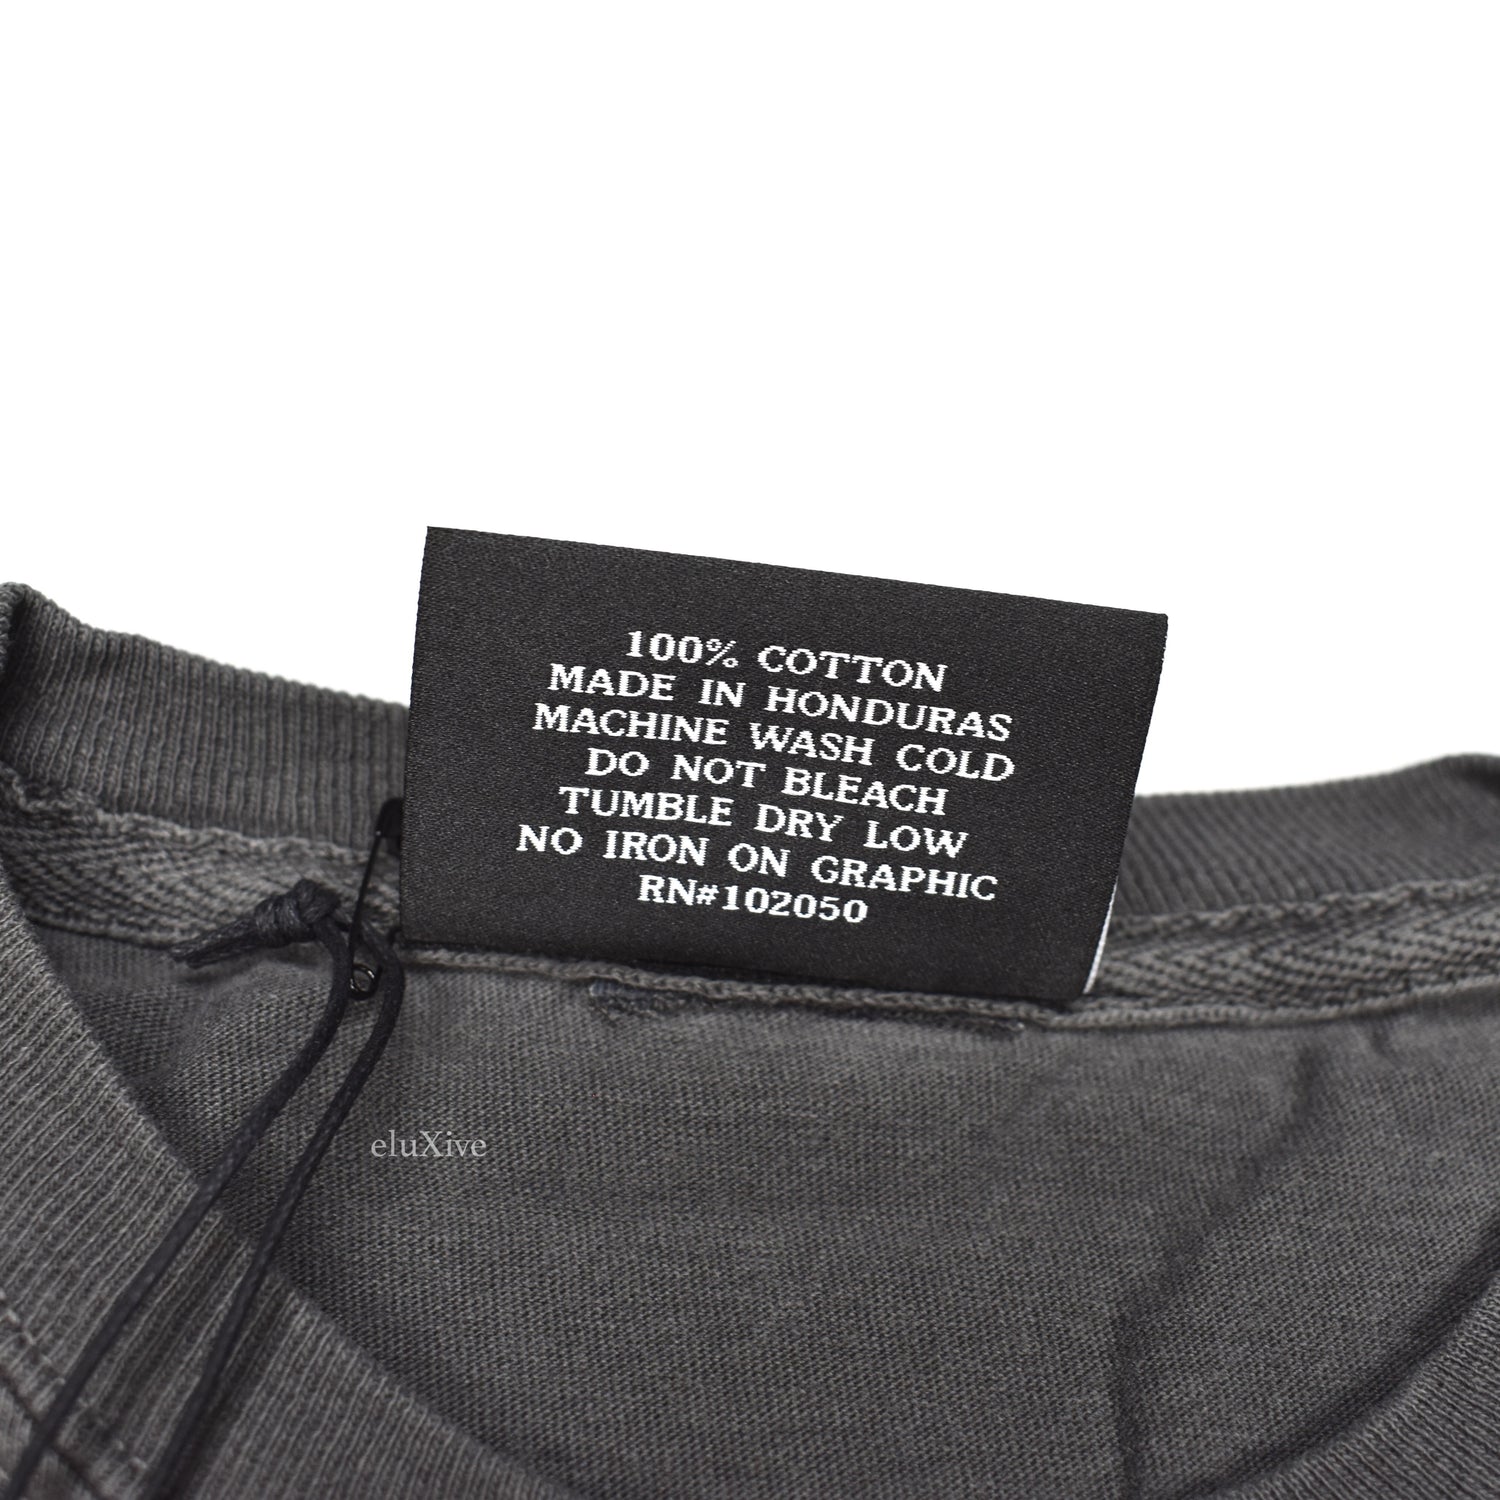 100% COTTON
MADE IN HONDURAS
MACHINE WASH COLD
DO NOT BLEACH
TUMBLE DRY LOW
NO IRON ON GRAPHIC
RN#102050
eluXive